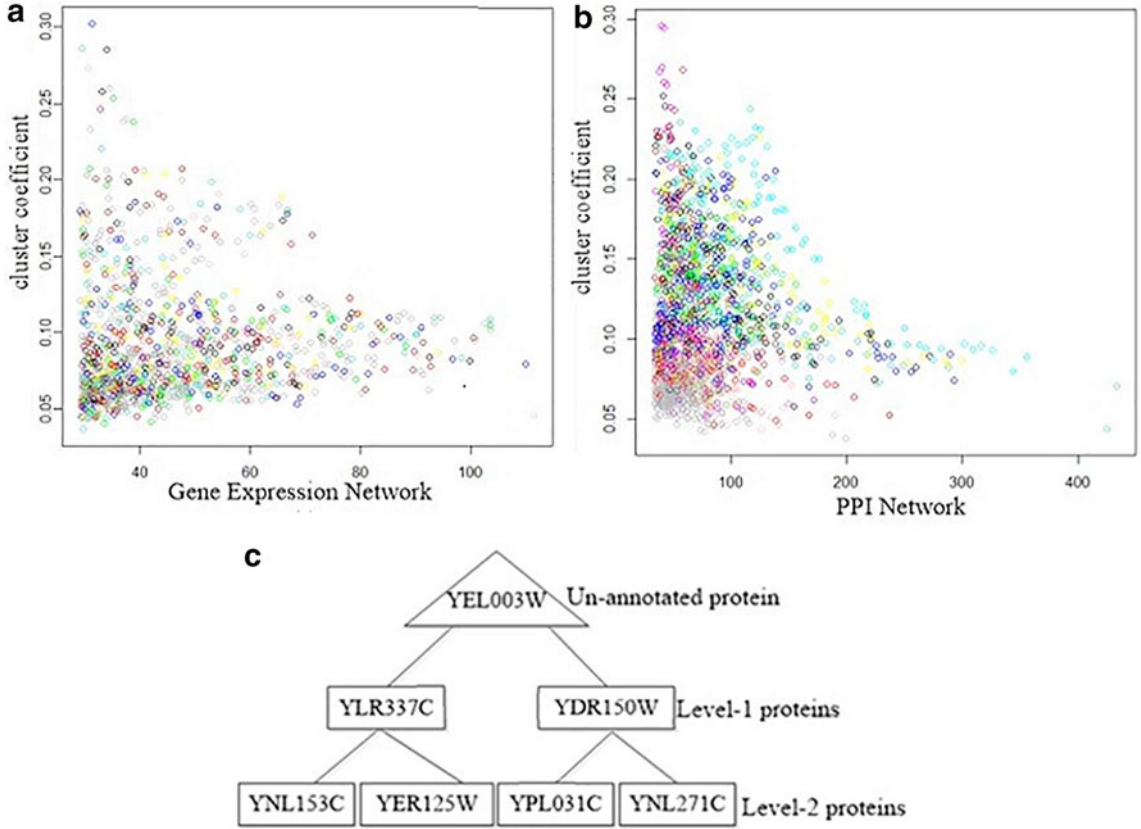 a
cluster coefficient
0.30
0.25
0.20
0.15
0.10
0.05
40 60 80 100
Gene Expression Network
b
cluster coefficient
0.30
0.25
0.20
0.15
0.10
0.05
100 200 300 400
PPI Network
c
YEL003W Un-annotated protein
YLR337C YDR150W Level-1 proteins
YNL153C YER125W YPL031C YNL271C Level-2 proteins